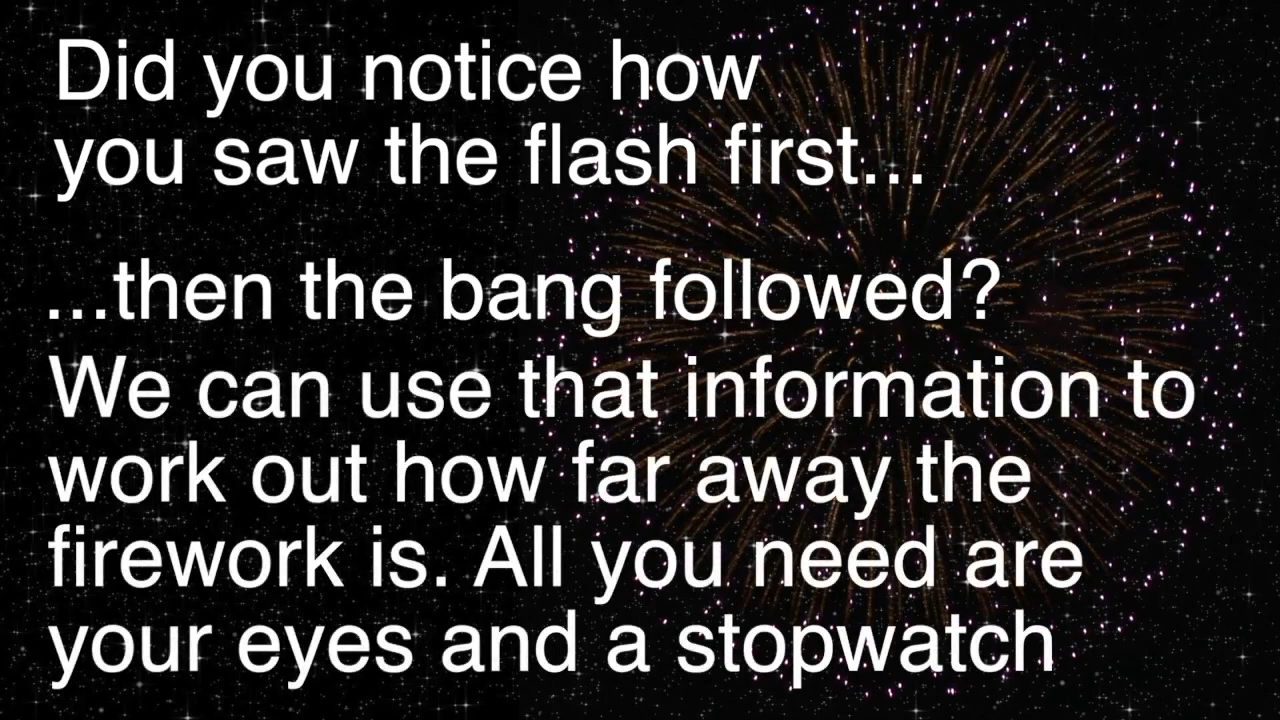 Did you notice how
you saw the flash first...
...then the bang followed?
We can use that information to
work out how far away the
firework is. All you need are
your eyes and a stopwatch